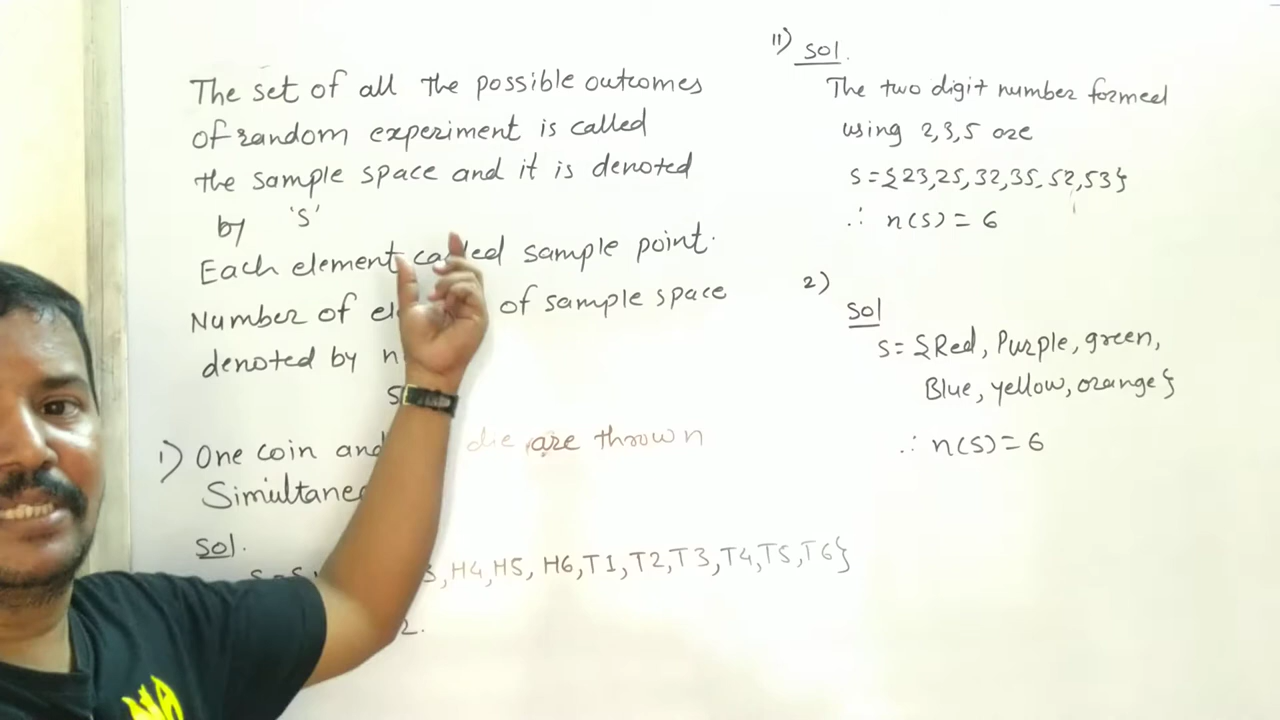 The set of all the possible outcomes
of random experiment is called
the sample space and it is denoted
by 's'
Each element called sample point.
Number of of sample space
denoted by
1) One coin and die are thrown
Sol.
,H4,H5, H6,T1,T2,T3,T4,T5,T6}
2.
11) Sol.
The two digit number formed
using 2,3,5 are
S={23,25,32,35,52,53}
∴ n(S)=6
2)
Sol
S={Red, Purple, green,
Blue, yellow, orange}
∴ n(S)=6